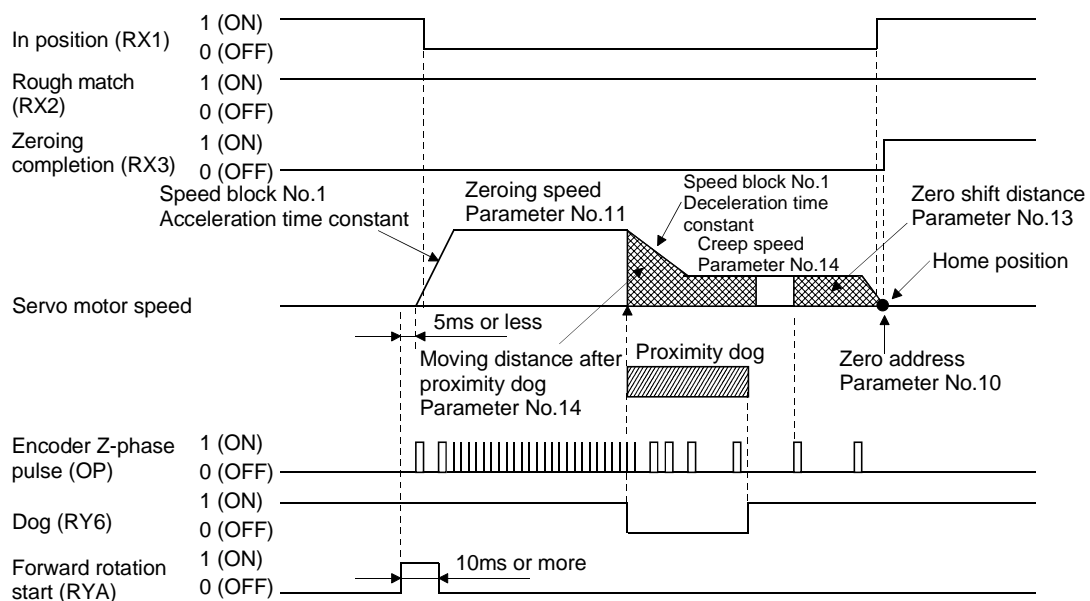 In position (RX1)
1 (ON)
0 (OFF)
Rough match
(RX2)
1 (ON)
0 (OFF)
Zeroing
completion (RX3)
1 (ON)
0 (OFF)
Speed block No.1
Acceleration time constant
Zeroing speed
Parameter No.11
Speed block No.1
Deceleration time
constant
Creep speed
Parameter No.14
Zero shift distance
Parameter No.13
Home position
Servo motor speed
5ms or less
Moving distance after
proximity dog
Parameter No.14
Proximity dog
Zero address
Parameter No.10
Encoder Z-phase
pulse (OP)
1 (ON)
0 (OFF)
Dog (RY6)
1 (ON)
0 (OFF)
Forward rotation
start (RYA)
1 (ON)
0 (OFF)
10ms or more